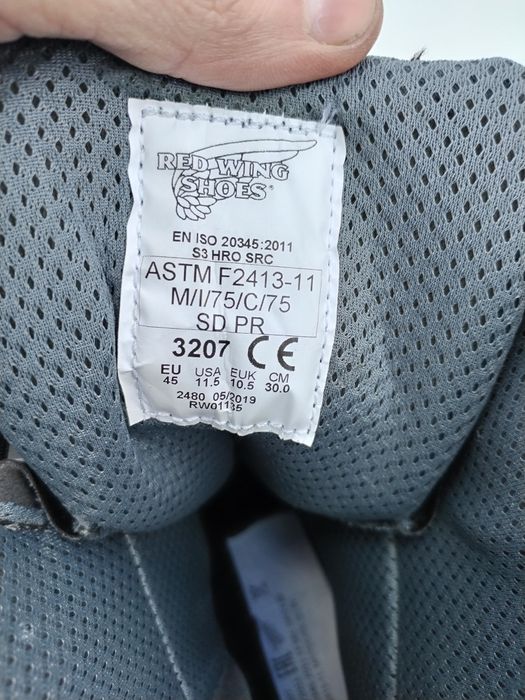 RED WING
SHOES®
EN ISO 20345:2011
S3 HRO SRC
ASTM F2413-11
M/I/75/C/75
SD PR
3207 CE
EU USA EUK CM
45 11.5 10.5 30.0
2480 05/2019